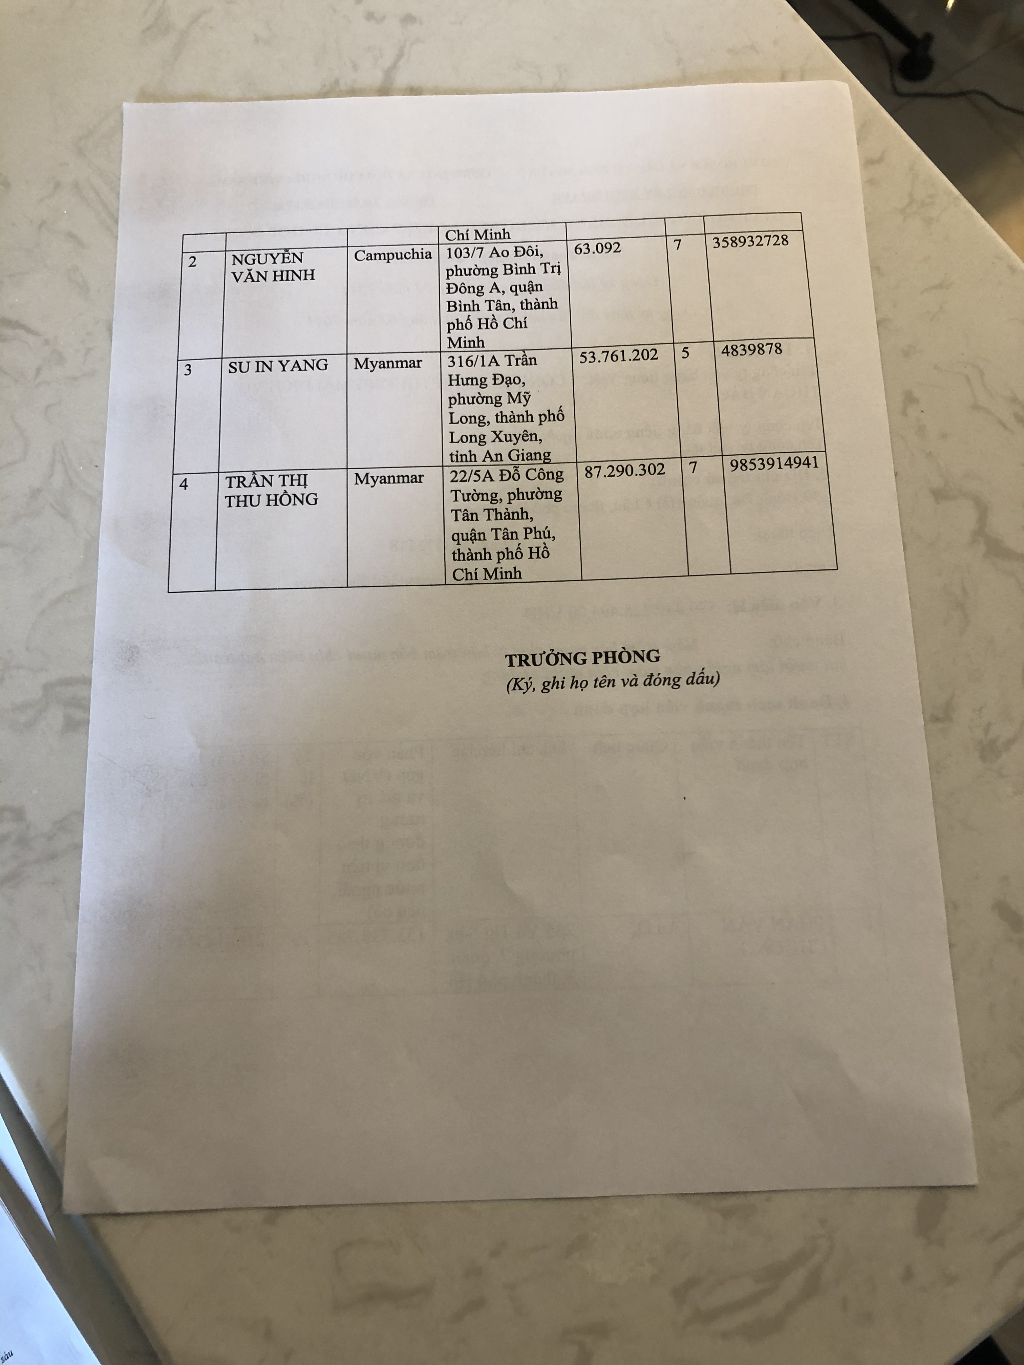 Chí Minh
2 NGUYỄN VĂN HINH Campuchia 103/7 Ao Đôi, 63.092 7 358932728
phường Bình Trị
Đông A, quận
Bình Tân, thành
phố Hồ Chí
Minh
3 SU IN YANG Myanmar 316/1A Trần 53.761.202 5 4839878
Hưng Đạo,
phường Mỹ
Long, thành phố
Long Xuyên,
tỉnh An Giang
4 TRẦN THỊ THU HỒNG Myanmar 22/5A Đỗ Công 87.290.302 7 9853914941
Tường, phường
Tân Thành,
quận Tân Phú,
thành phố Hồ
Chí Minh
TRƯỞNG PHÒNG
(Ký, ghi họ tên và đóng dấu)
sáu